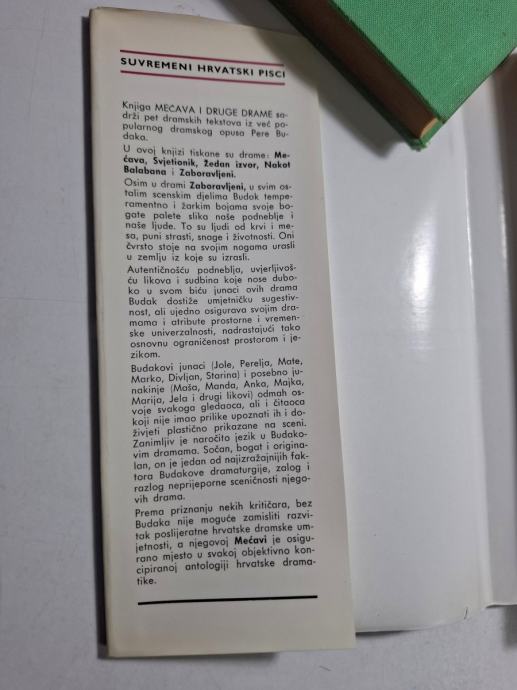 SUVREMENI HRVATSKI PISCI
Knjiga MEĆAVA I DRUGE DRAME sa-
drži pet dramskih tekstova iz već po-
pularnog dramskog opusa Pere Bu-
daka.
U ovoj knjizi tiskane su drame: Me-
ćava, Svjetionik, Žedan izvor, Nakot
Balabana i Zaboravljeni.
Osim u drami Zaboravljeni, u svim os-
talim scenskim djelima Budak tempe-
ramentno i žarkim bojama svoje bo-
gate palete slika naše podneblje i
naše ljude. To su ljudi od krvi i me-
sa, puni strasti, snage i životnosti. Oni
čvrsto stoje na svojim nogama urasli
u zemlju iz koje su izrasli.
Autentičnošću podneblja, uvjerljivoš-
ću likova i sudbina koje nose dubo-
ko u svom biću junaci ovih drama
Budak dostiže umjetničku sugestiv-
nost, ali ujedno osigurava svojim dra-
mama i atribute prostorne i vremen-
ske univerzalnosti, nadrastajući tako
osnovnu ograničenost prostorom i je-
zikom.
Budakovi junaci (Jole, Perelja, Mate,
Marko, Divljan, Starina) i posebno ju-
nakinje (Maša, Manda, Anka, Majka,
Marija, Jela i drugi likovi) odmah os-
voje svakoga gledaoca, ali i čitaoca
koji nije imao prilike upoznati ih i do-
živjeti plastično prikazane na sceni.
Zanimljiv je naročito jezik u Budako-
vim dramama. Sočan, bogat i origina-
lan, on je jedan od najizrazajnijih fak-
tora Budakove dramaturgije, zalog i
razlog neprijeporne sceničnosti njego-
vih drama.
Prema priznanju nekih kritičara, bez
Budaka nije moguće zamisliti razvi-
tak poslijeratne hrvatske dramske um-
jetnosti, a njegovoj Mećavi je osigu-
rano mjesto u svakoj objektivno kon-
cipiranoj antologiji hrvatske drama-
tike.